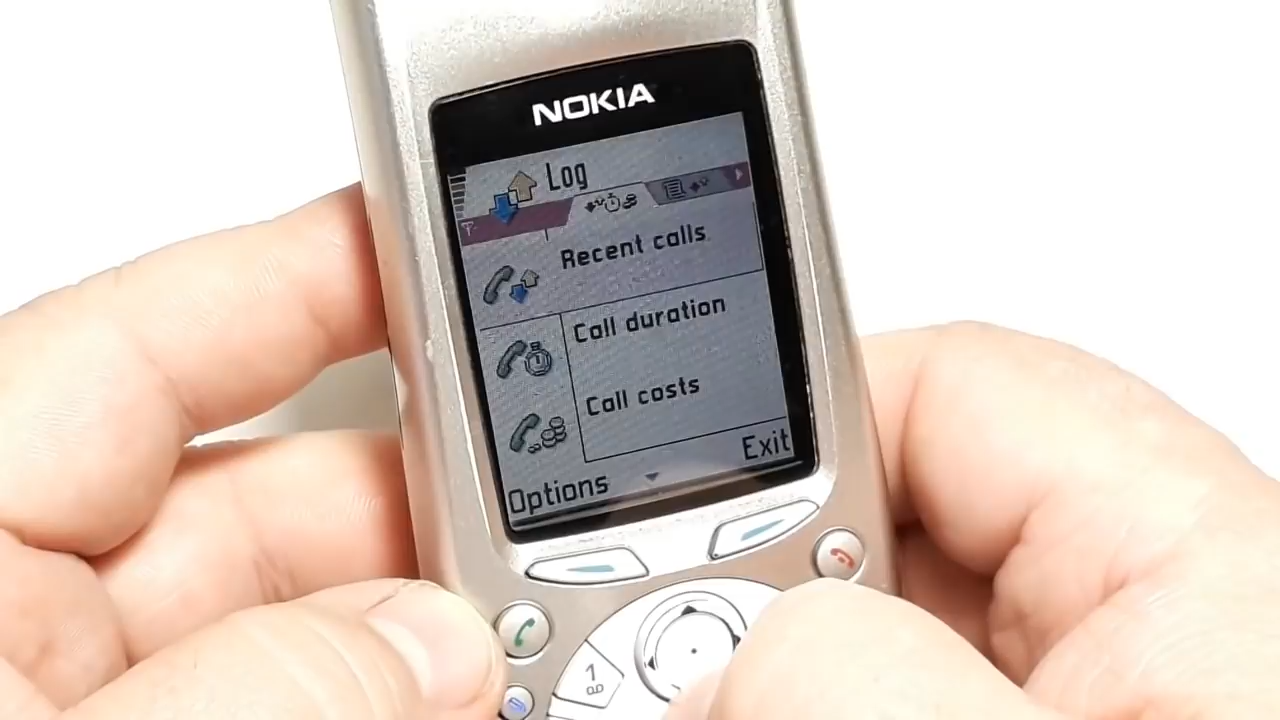 NOKIA
Log
Recent calls
Call duration
Call costs
Options
Exit
1